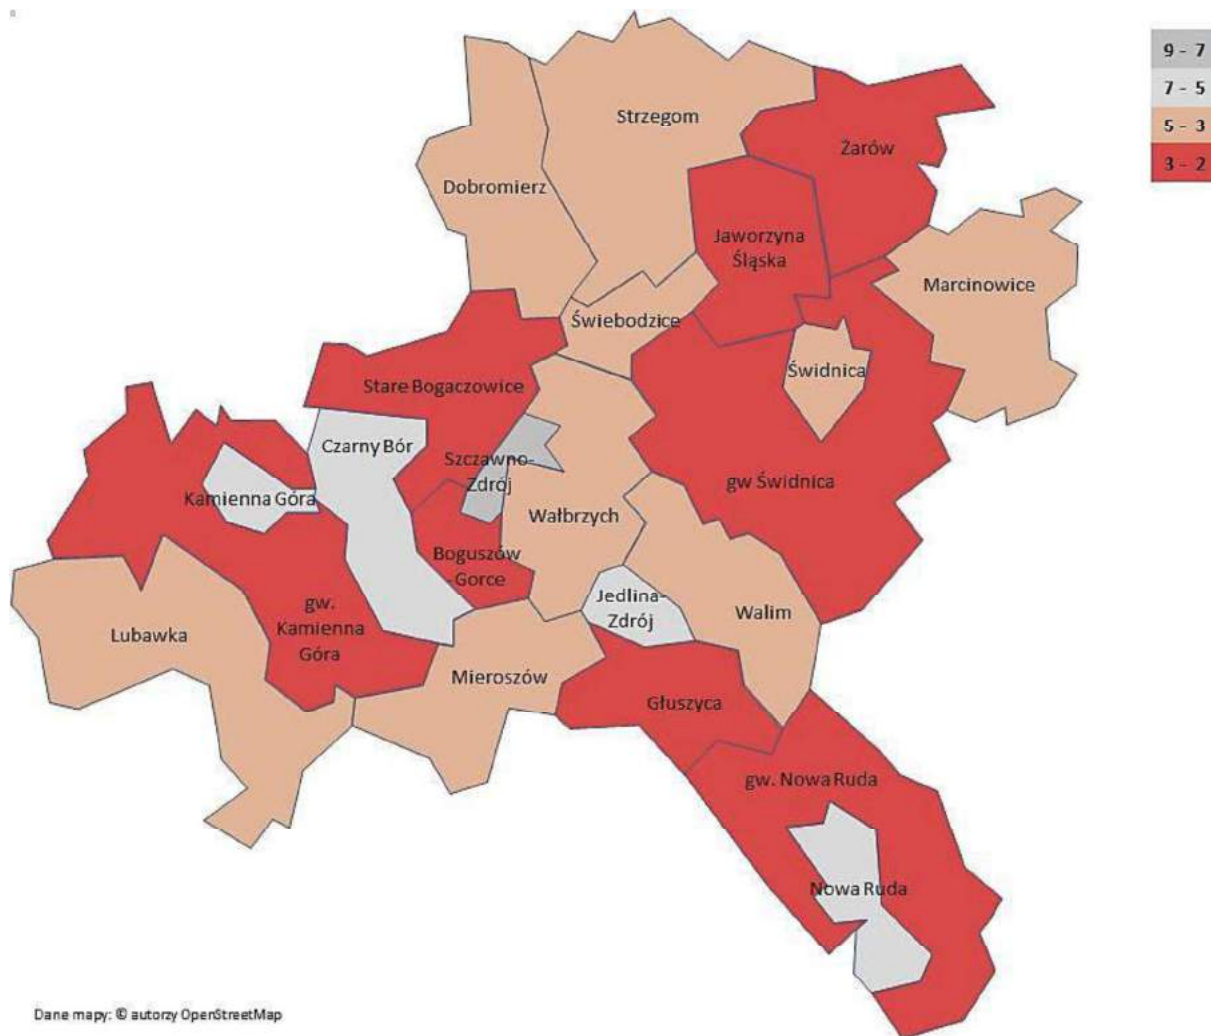 9 - 7
7 - 5
5 - 3
3 - 2
Strzegom
Żarów
Dobromierz
Jaworzyna
Śląska
Marcinowice
Świebodzice
Świdnica
Stare Bogaczowice
Czarny Bór
Szczawno-
Zdrój
gw Świdnica
Kamienna Góra
Wałbrzych
Boguszów
-Gorce
Jedlina-
Zdrój
Walim
gw.
Kamienna
Góra
Lubawka
Mieroszów
Głuszyca
gw. Nowa Ruda
Nowa Ruda
Dane mapy: © autorzy OpenStreetMap